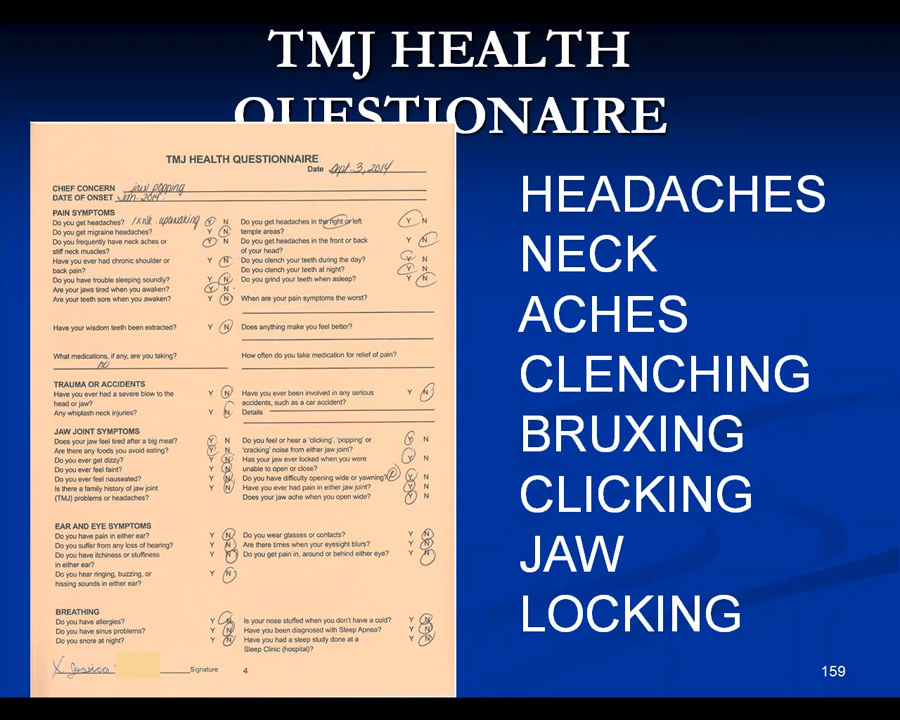 TMJ HEALTH
QUESTIONAIRE
TMJ HEALTH QUESTIONNAIRE
Date Sept. 3, 2014
CHIEF CONCERN jaw popping
DATE OF ONSET Jan. 2014
PAIN SYMPTOMS
Do you get headaches? 1x/wk upwaking Y N
Do you get migraine headaches? Y N
Do you frequently have neck aches or Y N
stiff neck muscles?
Have you ever had chronic shoulder or Y N
back pain?
Do you have trouble sleeping soundly? Y N
Are your jaws tired when you awaken? Y N
Are your teeth sore when you awaken? Y N
Have your wisdom teeth been extracted? Y N
What medications, if any, are you taking?
no
Do you get headaches in the right or left Y N
temple areas?
Do you get headaches in the front or back Y N
of your head?
Do you clench your teeth during the day? Y N
Do you clench your teeth at night? Y N
Do you grind your teeth when asleep? Y N
When are your pain symptoms the worst?
Does anything make you feel better?
How often do you take medication for relief of pain?
TRAUMA OR ACCIDENTS
Have you ever had a severe blow to the Y N
head or jaw?
Any whiplash neck injuries? Y N
Have you ever been involved in any serious Y N
accidents, such as a car accident?
Details
JAW JOINT SYMPTOMS
Does your jaw feel tired after a big meal? Y N
Are there any foods you avoid eating? Y N
Do you ever get dizzy? Y N
Do you ever feel faint? Y N
Do you ever feel nauseated? Y N
Is there a family history of jaw joint Y N
(TMJ) problems or headaches?
Do you feel or hear a 'clicking', 'popping' or Y N
'cracking' noise from either jaw joint?
Has your jaw ever locked when you were Y N
unable to open or close?
Do you have difficulty opening wide or yawning? Y N
Have you ever had pain in either jaw joint? Y N
Does your jaw ache when you open wide? Y N
EAR AND EYE SYMPTOMS
Do you have pain in either ear? Y N
Do you suffer from any loss of hearing? Y N
Do you have itchiness or stuffiness Y N
in either ear?
Do you hear ringing, buzzing, or Y N
hissing sounds in either ear?
Do you wear glasses or contacts? Y N
Are there times when your eyesight blurs? Y N
Do you get pain in, around or behind either eye? Y N
BREATHING
Do you have allergies? Y N
Do you have sinus problems? Y N
Do you snore at night? Y N
Is your nose stuffed when you don't have a cold? Y N
Have you been diagnosed with Sleep Apnea? Y N
Have you had a sleep study done at a Y N
Sleep Clinic (hospital)?
X Jessica Signature 4
HEADACHES
NECK
ACHES
CLENCHING
BRUXING
CLICKING
JAW
LOCKING
159